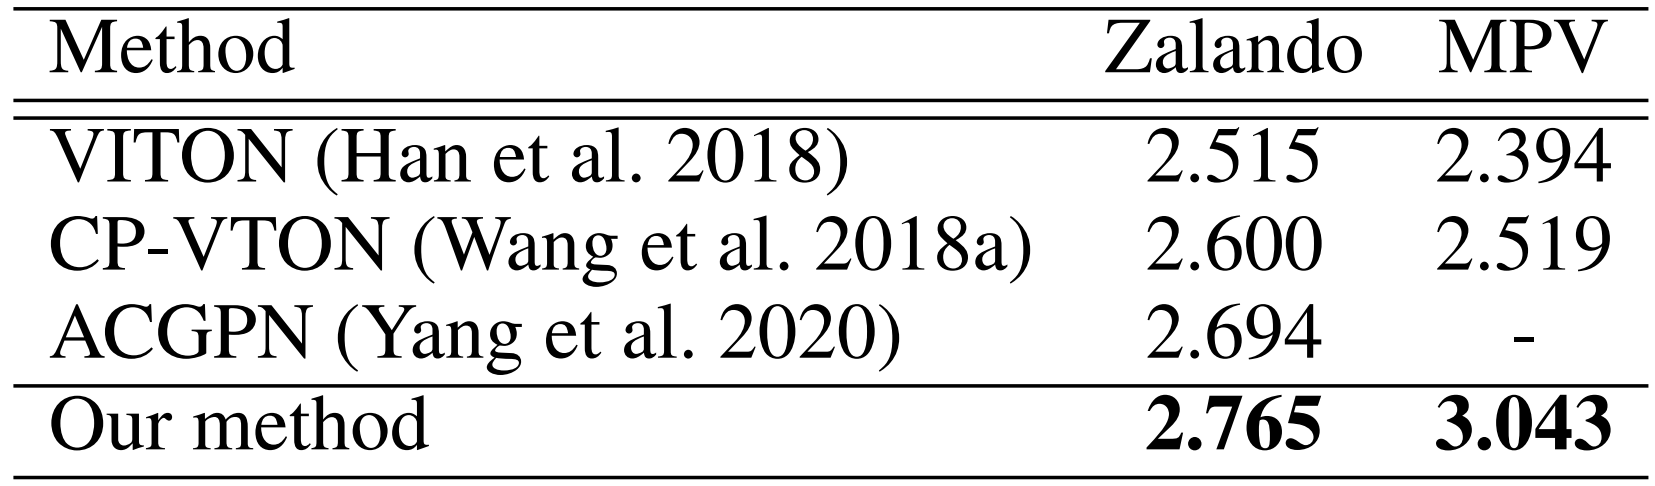 Method Zalando MPV
VITON (Han et al. 2018) 2.515 2.394
CP-VTON (Wang et al. 2018a) 2.600 2.519
ACGPN (Yang et al. 2020) 2.694 -
Our method 2.765 3.043